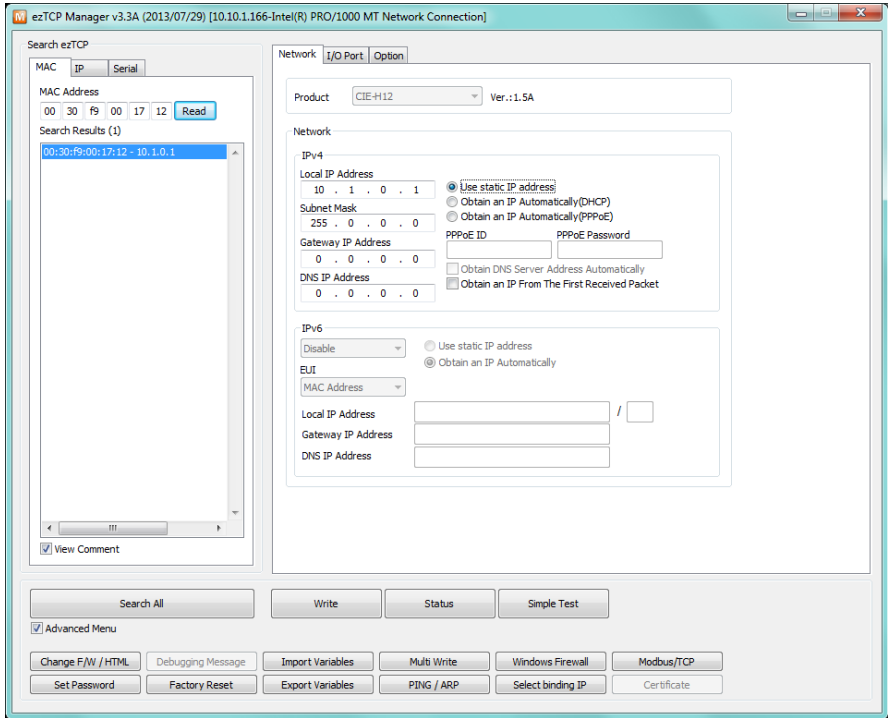 ezTCP Manager v3.3A (2013/07/29) [10.10.1.166-Intel(R) PRO/1000 MT Network Connection]
Search ezTCP
MAC IP Serial
MAC Address
00 30 f9 00 17 12 Read
Search Results (1)
00:30:f9:00:17:12 - 10.1.0.1
View Comment
Network I/O Port Option
Product CIE-H12 Ver.:1.5A
Network
IPv4
Local IP Address
10 . 1 . 0 . 1
Use static IP address
Obtain an IP Automatically(DHCP)
Subnet Mask
255 . 0 . 0 . 0
Obtain an IP Automatically(PPPoE)
PPPoE ID PPPoE Password
Gateway IP Address
0 . 0 . 0 . 0
Obtain DNS Server Address Automatically
DNS IP Address
0 . 0 . 0 . 0
Obtain an IP From The First Received Packet
IPv6
Disable
Use static IP address
Obtain an IP Automatically
EUI
MAC Address
Local IP Address /
Gateway IP Address
DNS IP Address
Search All Write Status Simple Test
Advanced Menu
Change F/W / HTML Debugging Message Import Variables Multi Write Windows Firewall Modbus/TCP
Set Password Factory Reset Export Variables PING / ARP Select binding IP Certificate